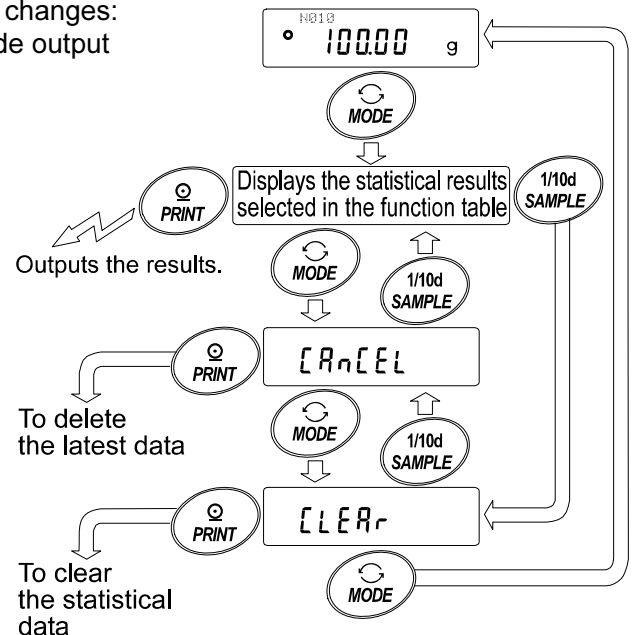 changes:
de output
N010
100.00 g
MODE
PRINT
Displays the statistical results
selected in the function table
1/10d
SAMPLE
Outputs the results.
MODE
1/10d
SAMPLE
PRINT
CAnCEL
To delete
the latest data
MODE
1/10d
SAMPLE
PRINT
CLEAr
To clear
the statistical
data
MODE